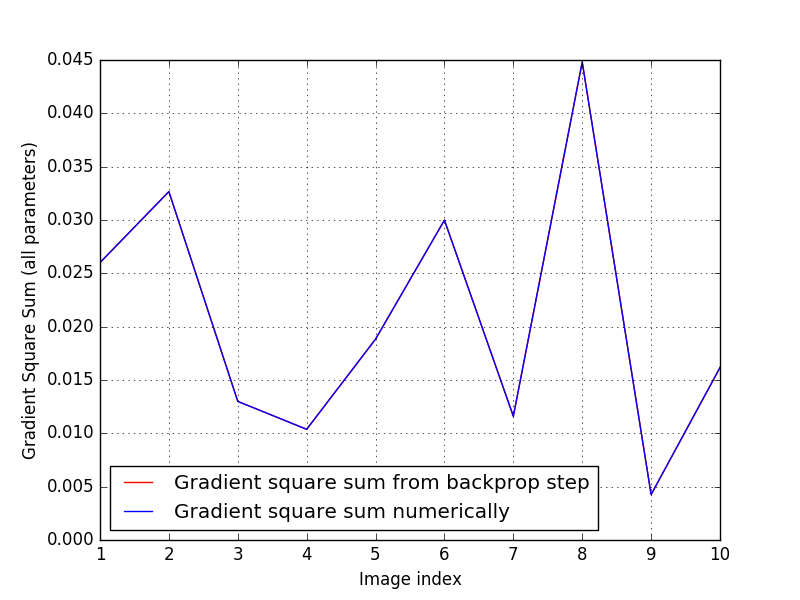 0.045
0.040
0.035
0.030
0.025
0.020
0.015
0.010
0.005
0.000
Gradient Square Sum (all parameters)
Gradient square sum from backprop step
Gradient square sum numerically
1 2 3 4 5 6 7 8 9 10
Image index